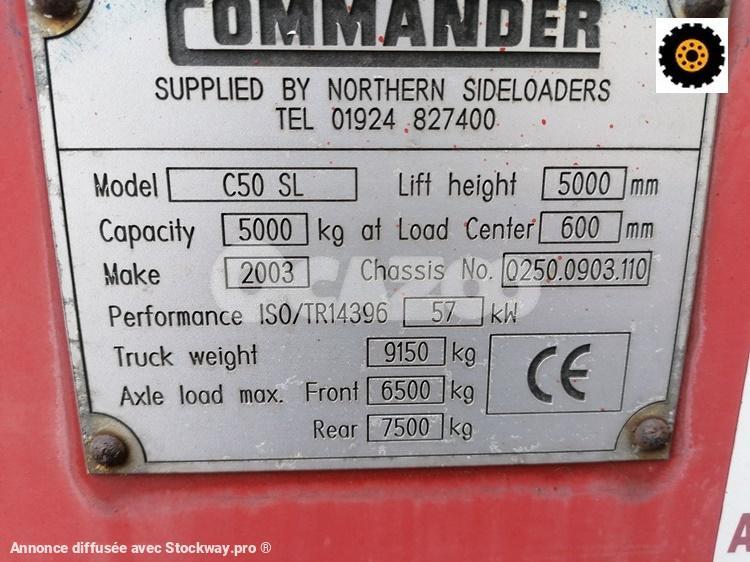 COMMANDER
SUPPLIED BY NORTHERN SIDELOADERS
TEL 01924 827400
Model C50 SL Lift height 5000 mm
Capacity 5000 kg at Load Center 600 mm
Make 2003 Chassis No. Q250.0903.110
OCAZOO
Performance ISO/TR14396 57 kW
Truck weight 9150 kg
CE
Axle load max. Front 6500 kg
Rear 7500 kg
A
Annonce diffusée avec Stockway.pro ®